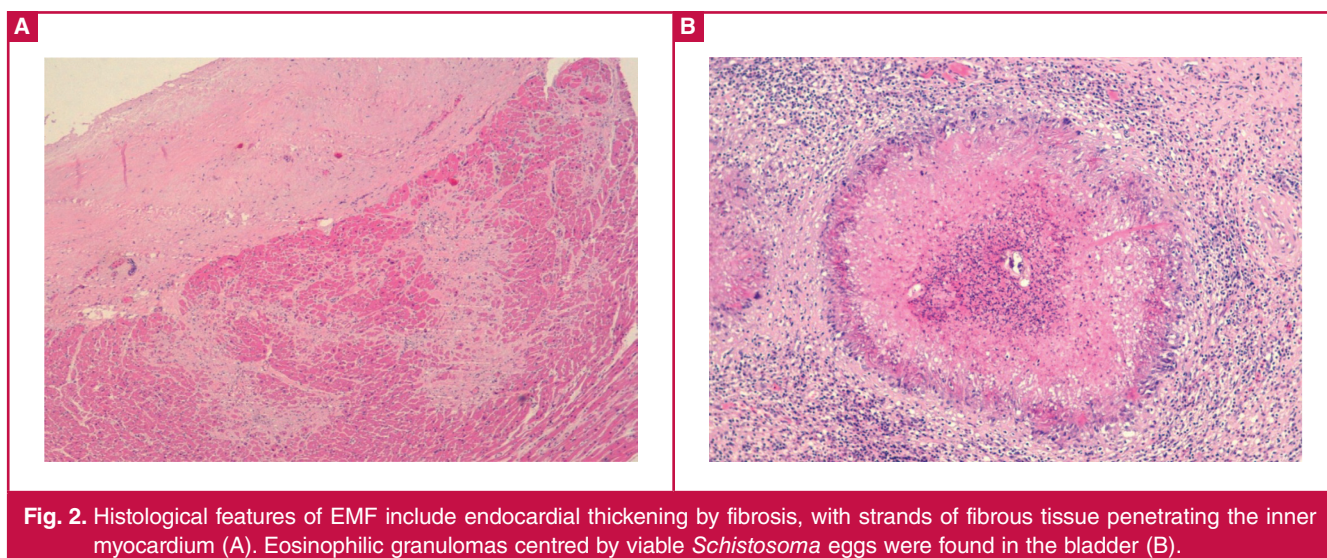 A
B
Fig. 2. Histological features of EMF include endocardial thickening by fibrosis, with strands of fibrous tissue penetrating the inner
myocardium (A). Eosinophilic granulomas centred by viable Schistosoma eggs were found in the bladder (B).